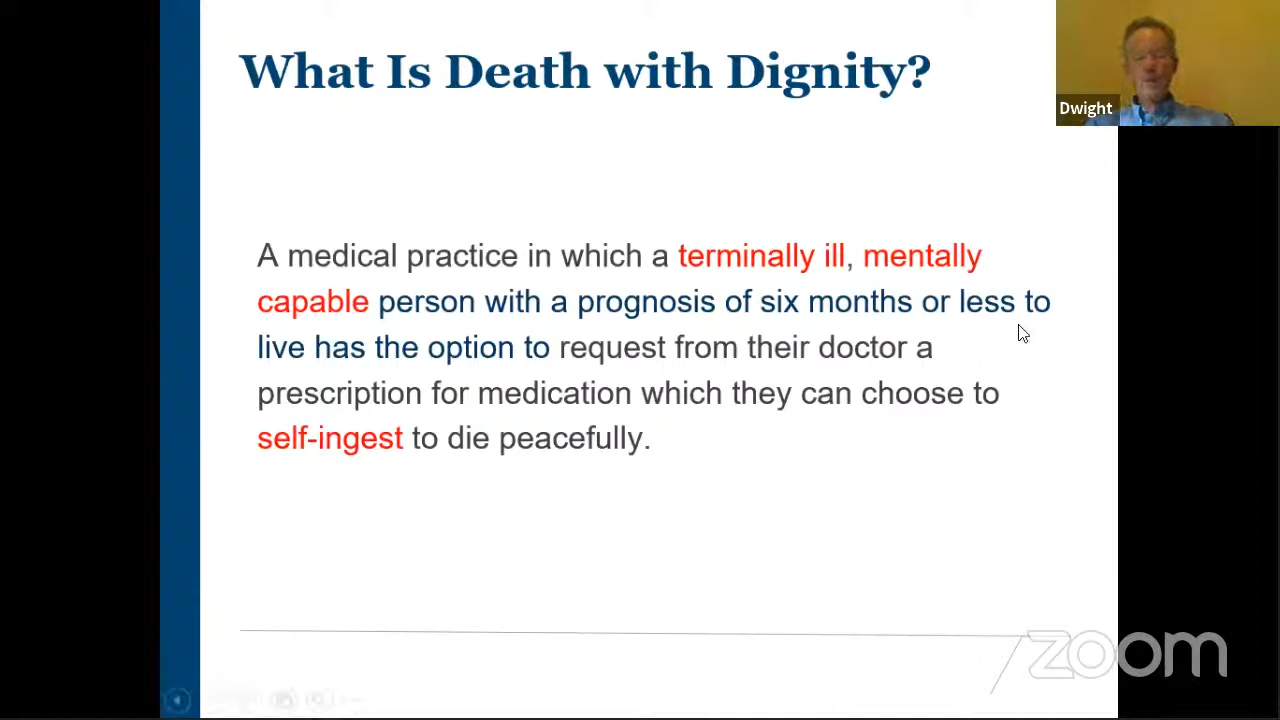 What Is Death with Dignity?
Dwight
A medical practice in which a terminally ill, mentally
capable person with a prognosis of six months or less to
live has the option to request from their doctor a
prescription for medication which they can choose to
self-ingest to die peacefully.
zoom